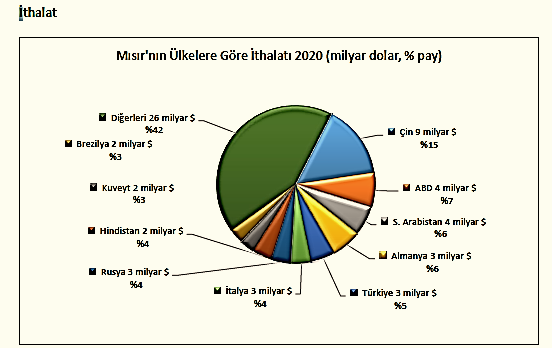 İthalat
Mısır'nın Ülkelere Göre İthalatı 2020 (milyar dolar, % pay)
Diğerleri 26 milyar $
%42
Çin 9 milyar $
%15
Brezilya 2 milyar $
%3
Kuveyt 2 milyar $
%3
ABD 4 milyar $
%7
S. Arabistan 4 milyar $
%6
Hindistan 2 milyar $
%4
Almanya 3 milyar $
%6
Rusya 3 milyar $
%4
İtalya 3 milyar $
%4
Türkiye 3 milyar $
%5